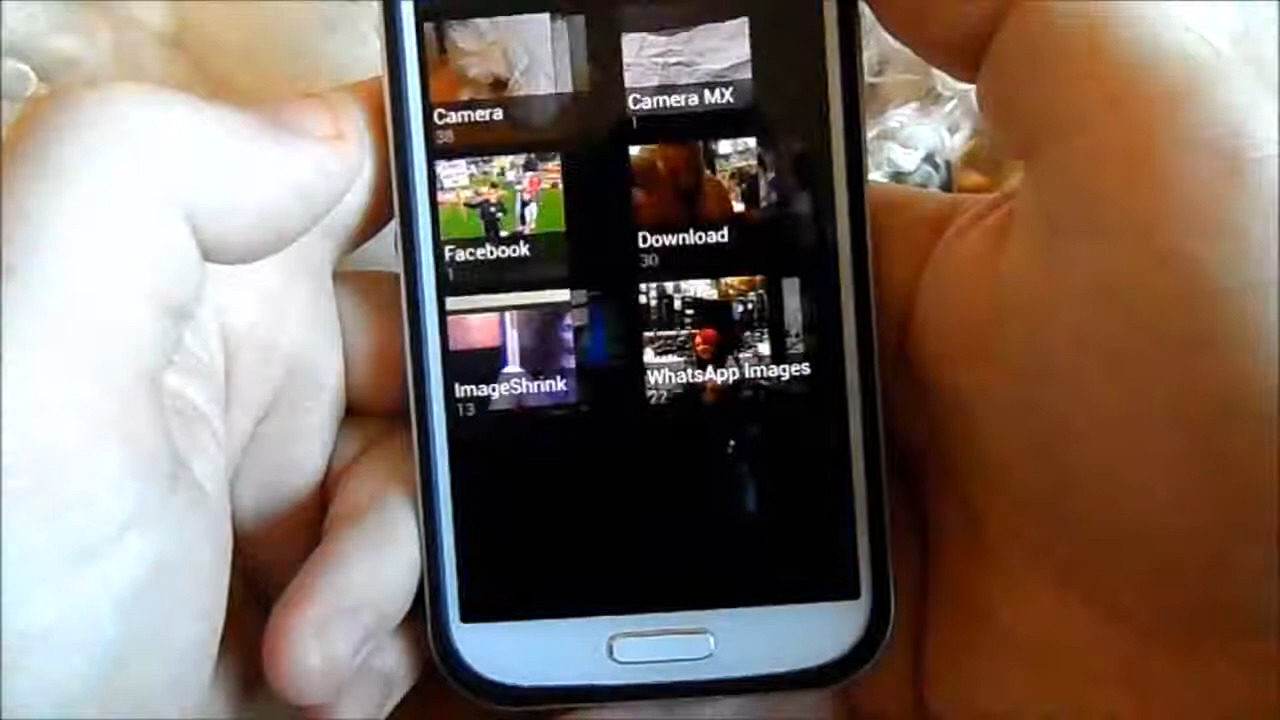 Camera
38
Camera MX
1
Facebook
1
Download
30
ImageShrink
13
WhatsApp Images
22